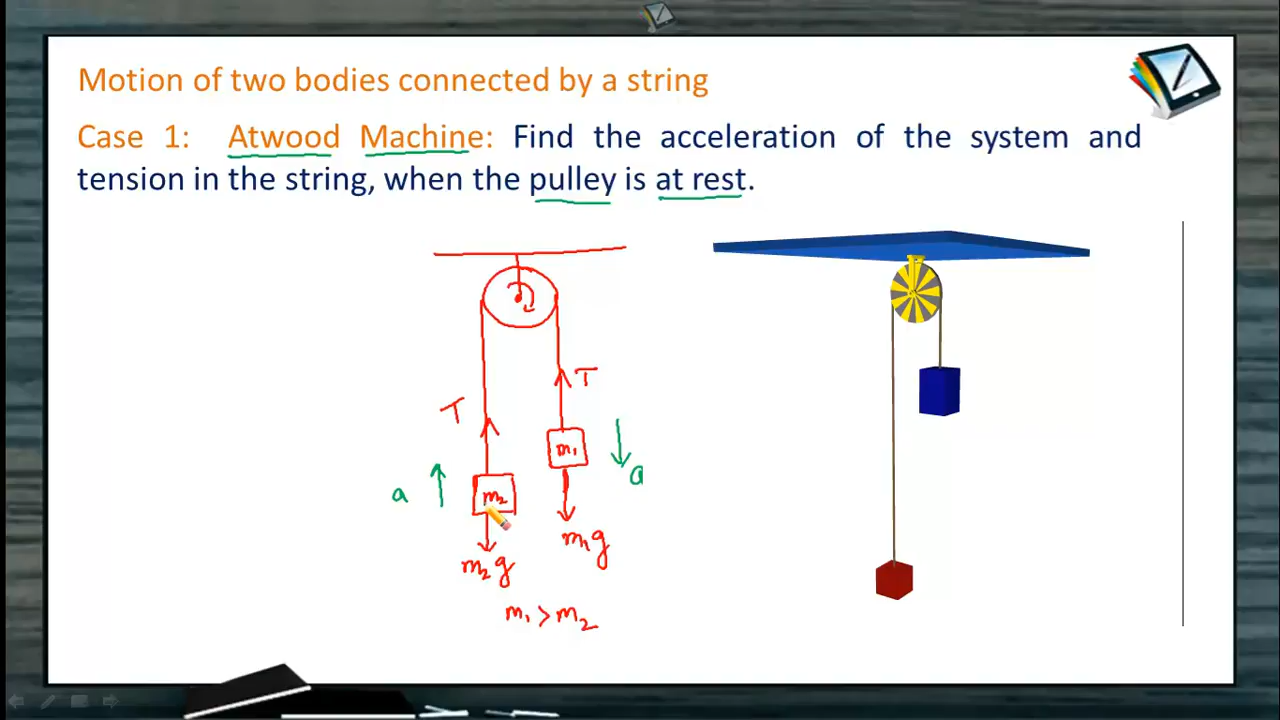 Motion of two bodies connected by a string
Case 1: Atwood Machine: Find the acceleration of the system and
tension in the string, when the pulley is at rest.
T
T
m₁
a
a
m₂
m₁g
m₂g
m₁ > m₂